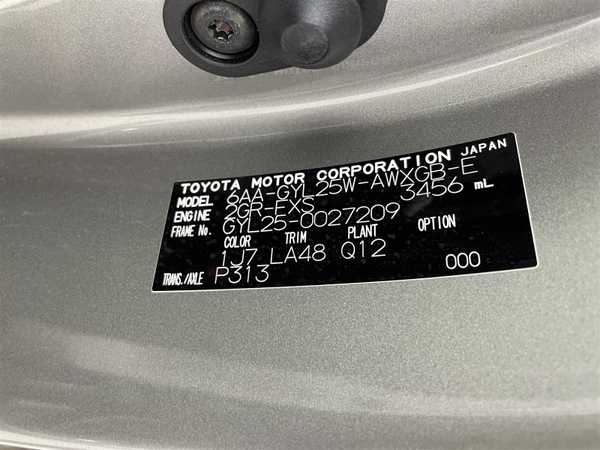 TOYOTA MOTOR CORPORATION JAPAN
MODEL 6AA-GYL25W-AWXGB-E
ENGINE 2GR-FXS 3456 mL
FRAME No. GYL25-0027209
COLOR TRIM PLANT OPTION
1J7 LA48 Q12
TRANS./AXLE P313 000